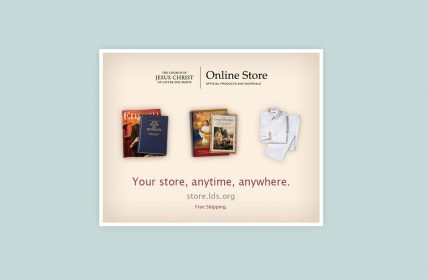 THE CHURCH OF
JESUS CHRIST
OF LATTER-DAY SAINTS
Online Store
OFFICIAL PRODUCTS AND MATERIALS
THE
BOOK OF
MORMON
Your store, anytime, anywhere.
store.lds.org
Free Shipping.